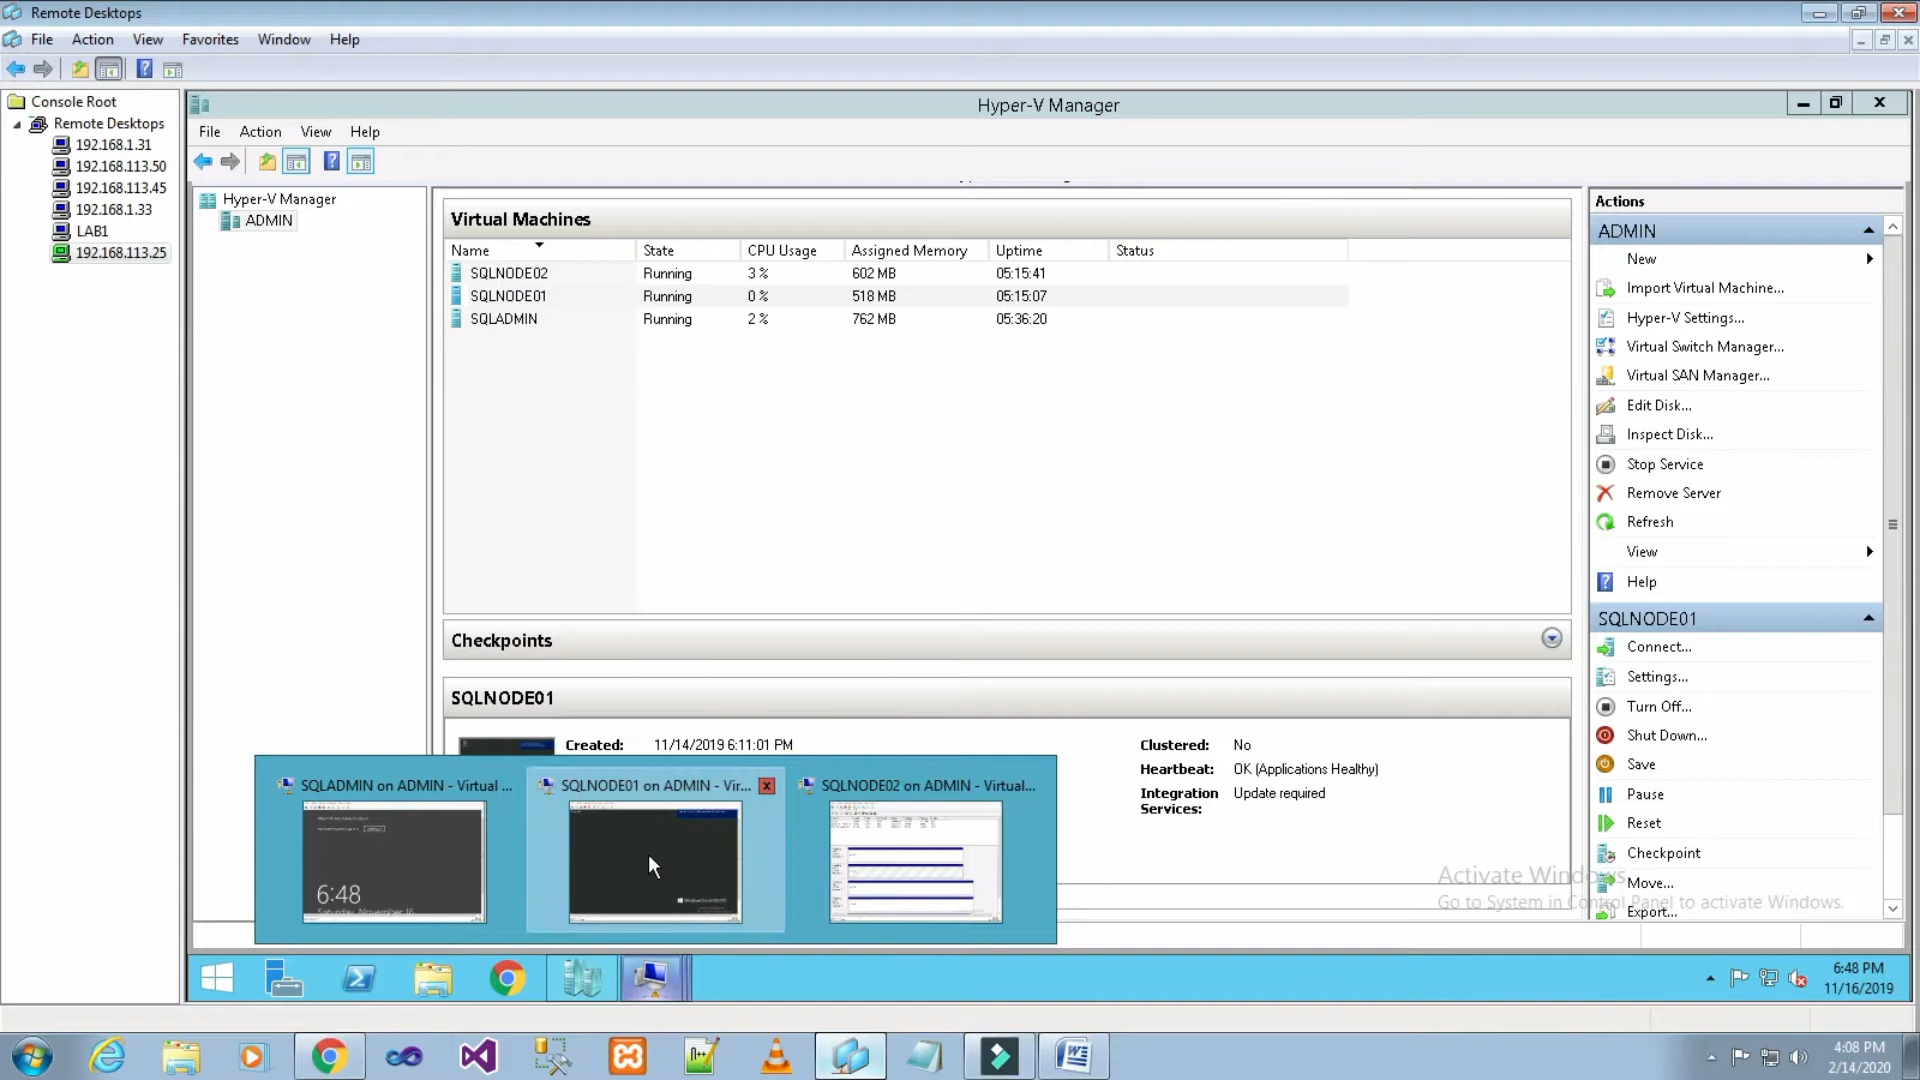 Remote Desktops
File Action View Favorites Window Help
Console Root
Remote Desktops
192.168.1.31
192.168.113.50
192.168.113.45
192.168.1.33
LAB1
192.168.113.25
Hyper-V Manager
File Action View Help
Hyper-V Manager
ADMIN
Virtual Machines
Name State CPU Usage Assigned Memory Uptime Status
SQLNODE02 Running 3 % 602 MB 05:15:41
SQLNODE01 Running 0 % 518 MB 05:15:07
SQLADMIN Running 2 % 762 MB 05:36:20
Checkpoints
SQLNODE01
Created: 11/14/2019 6:11:01 PM
Clustered: No
Heartbeat: OK (Applications Healthy)
Integration Services: Update required
Actions
ADMIN
New
Import Virtual Machine...
Hyper-V Settings...
Virtual Switch Manager...
Virtual SAN Manager...
Edit Disk...
Inspect Disk...
Stop Service
Remove Server
Refresh
View
Help
SQLNODE01
Connect...
Settings...
Turn Off...
Shut Down...
Save
Pause
Reset
Checkpoint
Move...
Export...
Activate Windows
Go to System in Control Panel to activate Windows.
SQLADMIN on ADMIN - Virtual ...
SQLNODE01 on ADMIN - Vir...
SQLNODE02 on ADMIN - Virtual...
6:48
Saturday, November 16
6:48 PM
11/16/2019
4:08 PM
2/14/2020